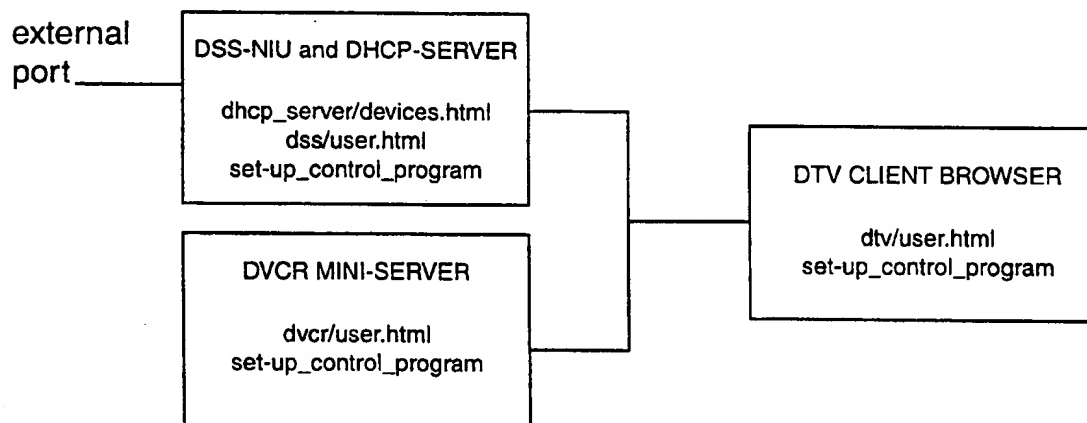 external
port
DSS-NIU and DHCP-SERVER
dhcp_server/devices.html
dss/user.html
set-up_control_program
DVCR MINI-SERVER
dvcr/user.html
set-up_control_program
DTV CLIENT BROWSER
dtv/user.html
set-up_control_program